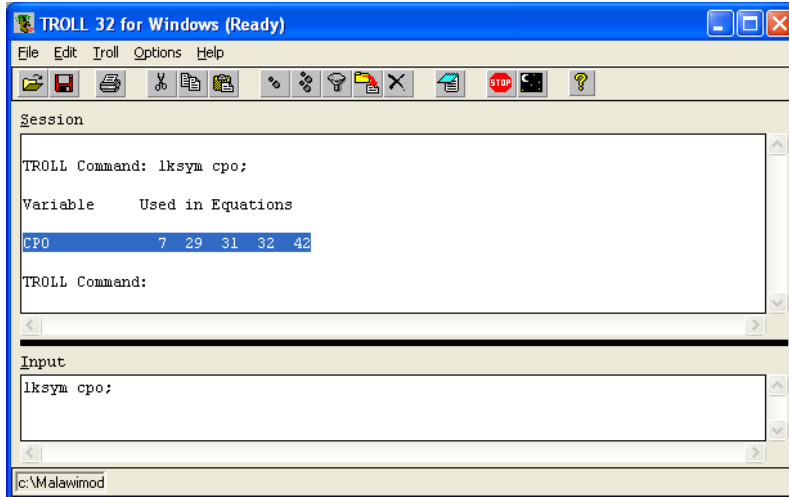 TROLL 32 for Windows (Ready)
File Edit Troll Options Help
STOP
Session
TROLL Command: lksym cpo;
Variable Used in Equations
CPO 7 29 31 32 42
TROLL Command:
Input
lksym cpo;
c:\Malawimod